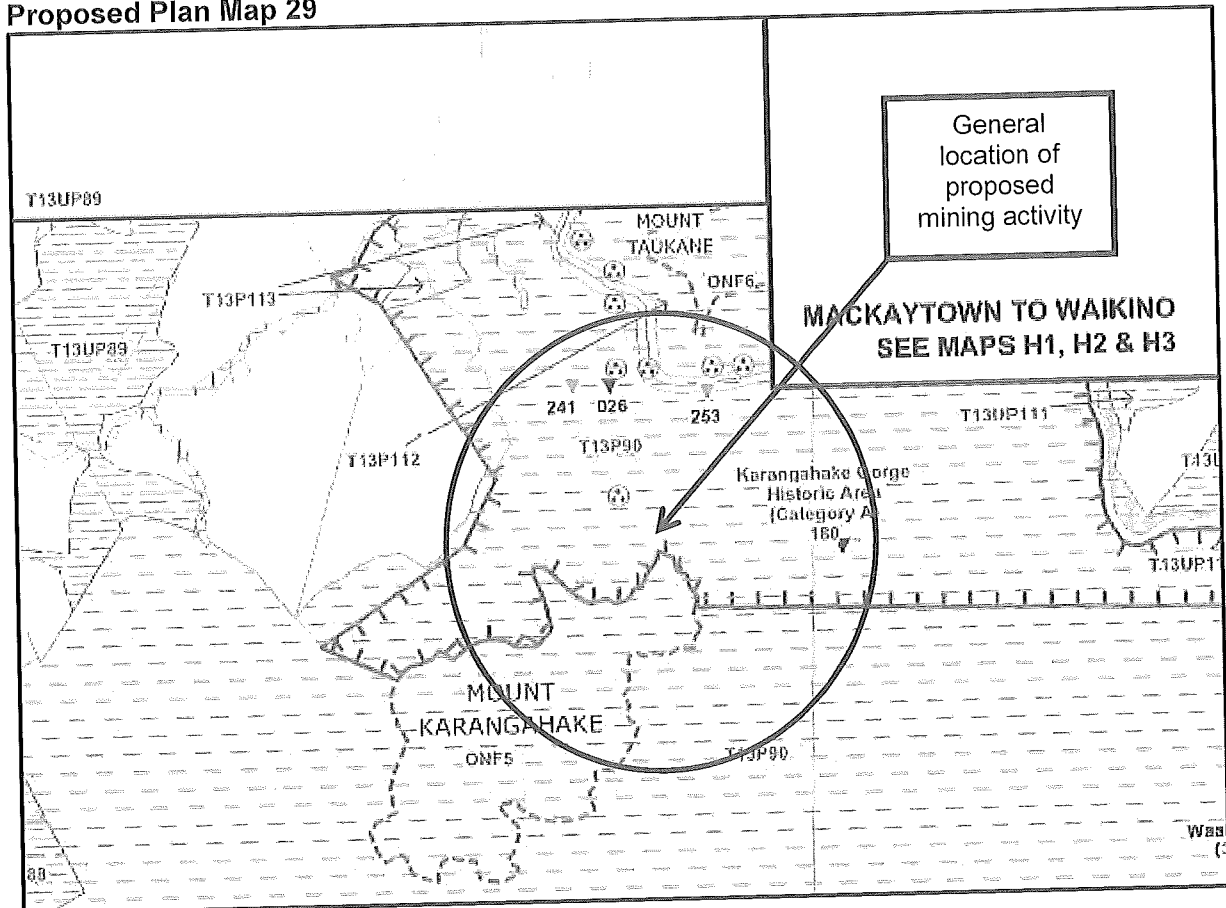 Proposed Plan Map 29
General
location of
proposed
mining activity
T13UP89
MOUNT
TAUKANE
ONF6
T13P113
MACKAYTOWN TO WAIKINO
SEE MAPS H1, H2 & H3
T13UP89
241
D26
253
T13UP111
T13P90
T13P112
Karangahake Gorge
Historic Area
(Category A
160
T13UP1
MOUNT
KARANGAHAKE
ONF5
T13P90